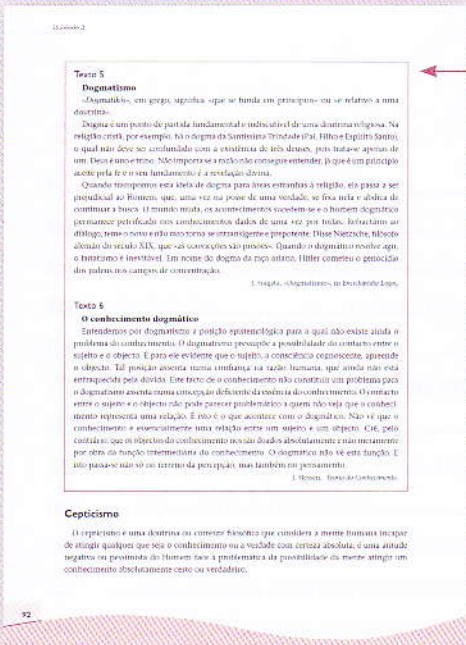 Unidade 2
Texto 5
Dogmatismo
«Dogmatikós», em grego, significa «que se funda em princípios» ou «é relativo a uma
doutrina».
Dogma é um ponto de partida fundamental e indiscutível de uma doutrina religiosa. Na
religião cristã, por exemplo, há o dogma da Santíssima Trindade (Pai, Filho e Espírito Santo),
o qual não deve ser confundido com a existência de três deuses, pois trata-se apenas de
um. Deus é uno e trino. Não importa se a razão não consegue entender, já que é um princípio
aceite pela fé e o seu fundamento é a revelação divina.
Quando transpomos esta ideia de dogma para áreas estranhas à religião, ela passa a ser
prejudicial ao Homem, que, uma vez na posse de uma verdade, se fixa nela e abdica de
continuar a busca. O mundo muda, os acontecimentos sucedem-se e o homem dogmático
permanece petrificado nos conhecimentos dados de uma vez por todas. Refractário ao
diálogo, teme o novo e não raro torna-se intransigente e prepotente. Disse Nietzsche, filósofo
alemão do século XIX, que «as convicções são prisões». Quando o dogmático resolve agir,
o fanatismo é inevitável. Em nome do dogma da raça ariana, Hitler cometeu o genocídio
dos judeus nos campos de concentração.
J. «Dogmatismo», in Enciclopédia Logos.
Texto 6
O conhecimento dogmático
Entendemos por dogmatismo a posição epistemológica para a qual não existe ainda o
problema do conhecimento. O dogmatismo pressupõe a possibilidade do contacto entre o
sujeito e o objecto. É para ele evidente que o sujeito, a consciência cognoscente, apreende
o objecto. Tal posição assenta numa confiança na razão humana, que ainda não está
enfraquecida pela dúvida. Este facto de o conhecimento não constituir um problema para
o dogmatismo assenta numa concepção deficiente da essência do conhecimento. O contacto
entre o sujeito e o objecto não pode parecer problemático a quem não veja que o conheci-
mento representa uma relação. E isto é o que acontece com o dogmático. Não vê que o
conhecimento é essencialmente uma relação entre um sujeito e um objecto. Crê, pelo
contrário, que os objectos do conhecimento nos são doados absolutamente e não meramente
por obra da função intermediária do conhecimento. O dogmático não vê esta função. E
isto passa-se não só no terreno da percepção, mas também no pensamento.
J. Hessen, Teoria do Conhecimento.
Cepticismo
O cepticismo é uma doutrina ou corrente filosófica que considera a mente humana incapaz
de atingir qualquer que seja o conhecimento ou a verdade com certeza absoluta; é uma atitude
negativa ou pessimista do Homem face à problemática da possibilidade da mente atingir um
conhecimento absolutamente certo ou verdadeiro.
92